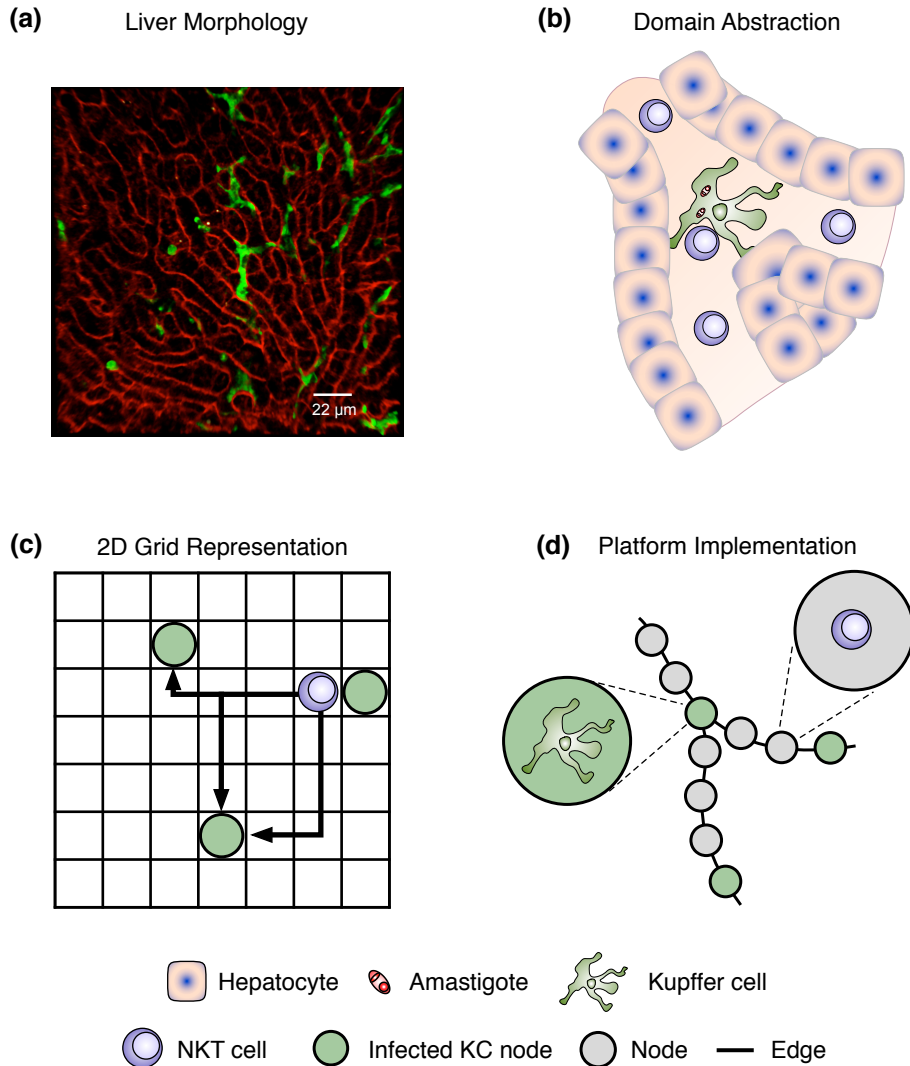 (a) Liver Morphology
(b) Domain Abstraction
22 μm
(c) 2D Grid Representation
(d) Platform Implementation
Hepatocyte Amastigote Kupffer cell
NKT cell Infected KC node Node Edge